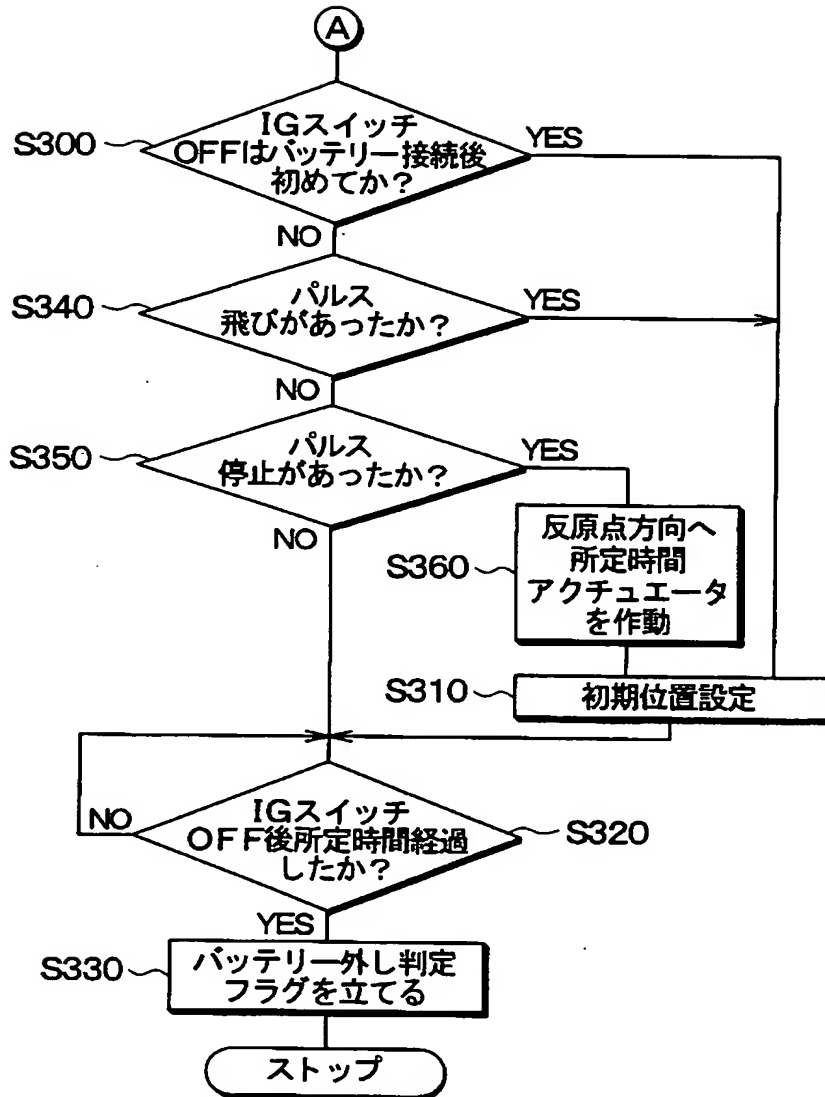 A
S300
IGスイッチ
OFFはバッテリー接続後
初めてか?
YES
NO
S340
パルス
飛びがあったか?
YES
NO
S350
パルス
停止があったか?
YES
NO
S360
反原点方向へ
所定時間
アクチュエータ
を作動
S310
初期位置設定
NO
IGスイッチ
OFF後所定時間経過
したか?
S320
YES
S330
バッテリー外し判定
フラグを立てる
ストップ